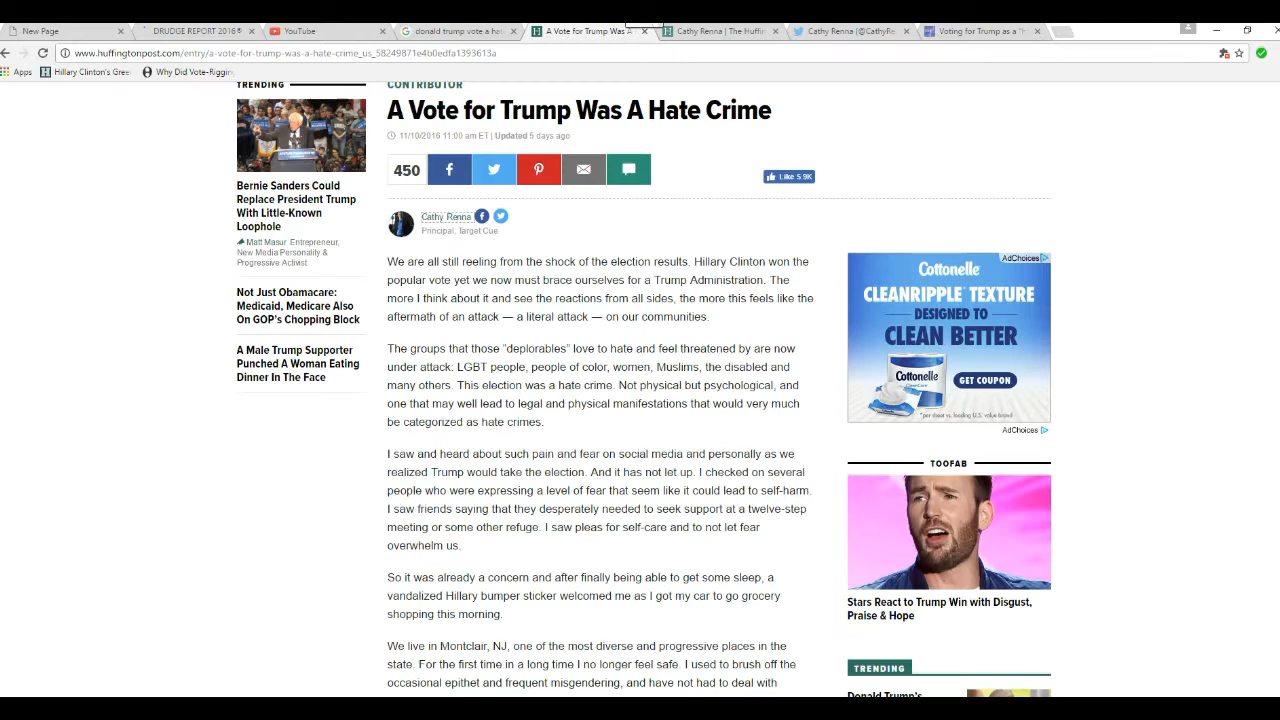 New Page
DRUDGE REPORT 2016®
YouTube
donald trump vote a hat
A Vote for Trump Was A
Cathy Renna | The Huffin
Cathy Renna (@CathyRe
Voting for Trump as a "h
www.huffingtonpost.com/entry/a-vote-for-trump-was-a-hate-crime_us_58249871e4b0edfa1393613a
Apps
Hillary Clinton's Gree
Why Did Vote-Rigging
TRENDING
Bernie Sanders Could
Replace President Trump
With Little-Known
Loophole
Matt Masur Entrepreneur,
New Media Personality &
Progressive Activist
Not Just Obamacare:
Medicaid, Medicare Also
On GOP's Chopping Block
A Male Trump Supporter
Punched A Woman Eating
Dinner In The Face
CONTRIBUTOR
A Vote for Trump Was A Hate Crime
11/10/2016 11:00 am ET | Updated 5 days ago
450
Like 5.9K
Cathy Renna
Principal, Target Cue
We are all still reeling from the shock of the election results. Hillary Clinton won the
popular vote yet we now must brace ourselves for a Trump Administration. The
more I think about it and see the reactions from all sides, the more this feels like the
aftermath of an attack — a literal attack — on our communities.
The groups that those "deplorables" love to hate and feel threatened by are now
under attack: LGBT people, people of color, women, Muslims, the disabled and
many others. This election was a hate crime. Not physical but psychological, and
one that may well lead to legal and physical manifestations that would very much
be categorized as hate crimes.
I saw and heard about such pain and fear on social media and personally as we
realized Trump would take the election. And it has not let up. I checked on several
people who were expressing a level of fear that seem like it could lead to self-harm.
I saw friends saying that they desperately needed to seek support at a twelve-step
meeting or some other refuge. I saw pleas for self-care and to not let fear
overwhelm us.
So it was already a concern and after finally being able to get some sleep, a
vandalized Hillary bumper sticker welcomed me as I got my car to go grocery
shopping this morning.
We live in Montclair, NJ, one of the most diverse and progressive places in the
state. For the first time in a long time I no longer feel safe. I used to brush off the
occasional epithet and frequent misgendering, and have not had to deal with
AdChoices
Cottonelle
CLEANRIPPLE TEXTURE
DESIGNED TO
CLEAN BETTER
Cottonelle
GET COUPON
*per sheet vs. leading U.S. value brand
AdChoices
TOOFAB
Stars React to Trump Win with Disgust,
Praise & Hope
TRENDING
Donald Trump's